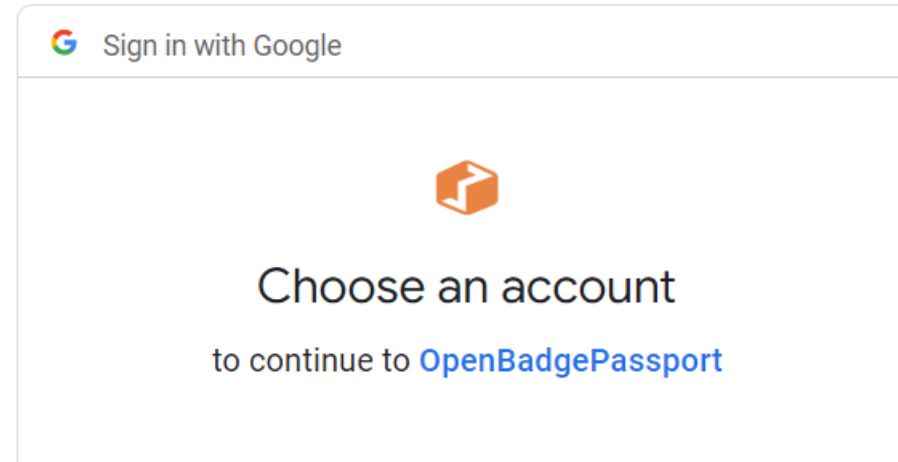 Sign in with Google
Choose an account
to continue to OpenBadgePassport